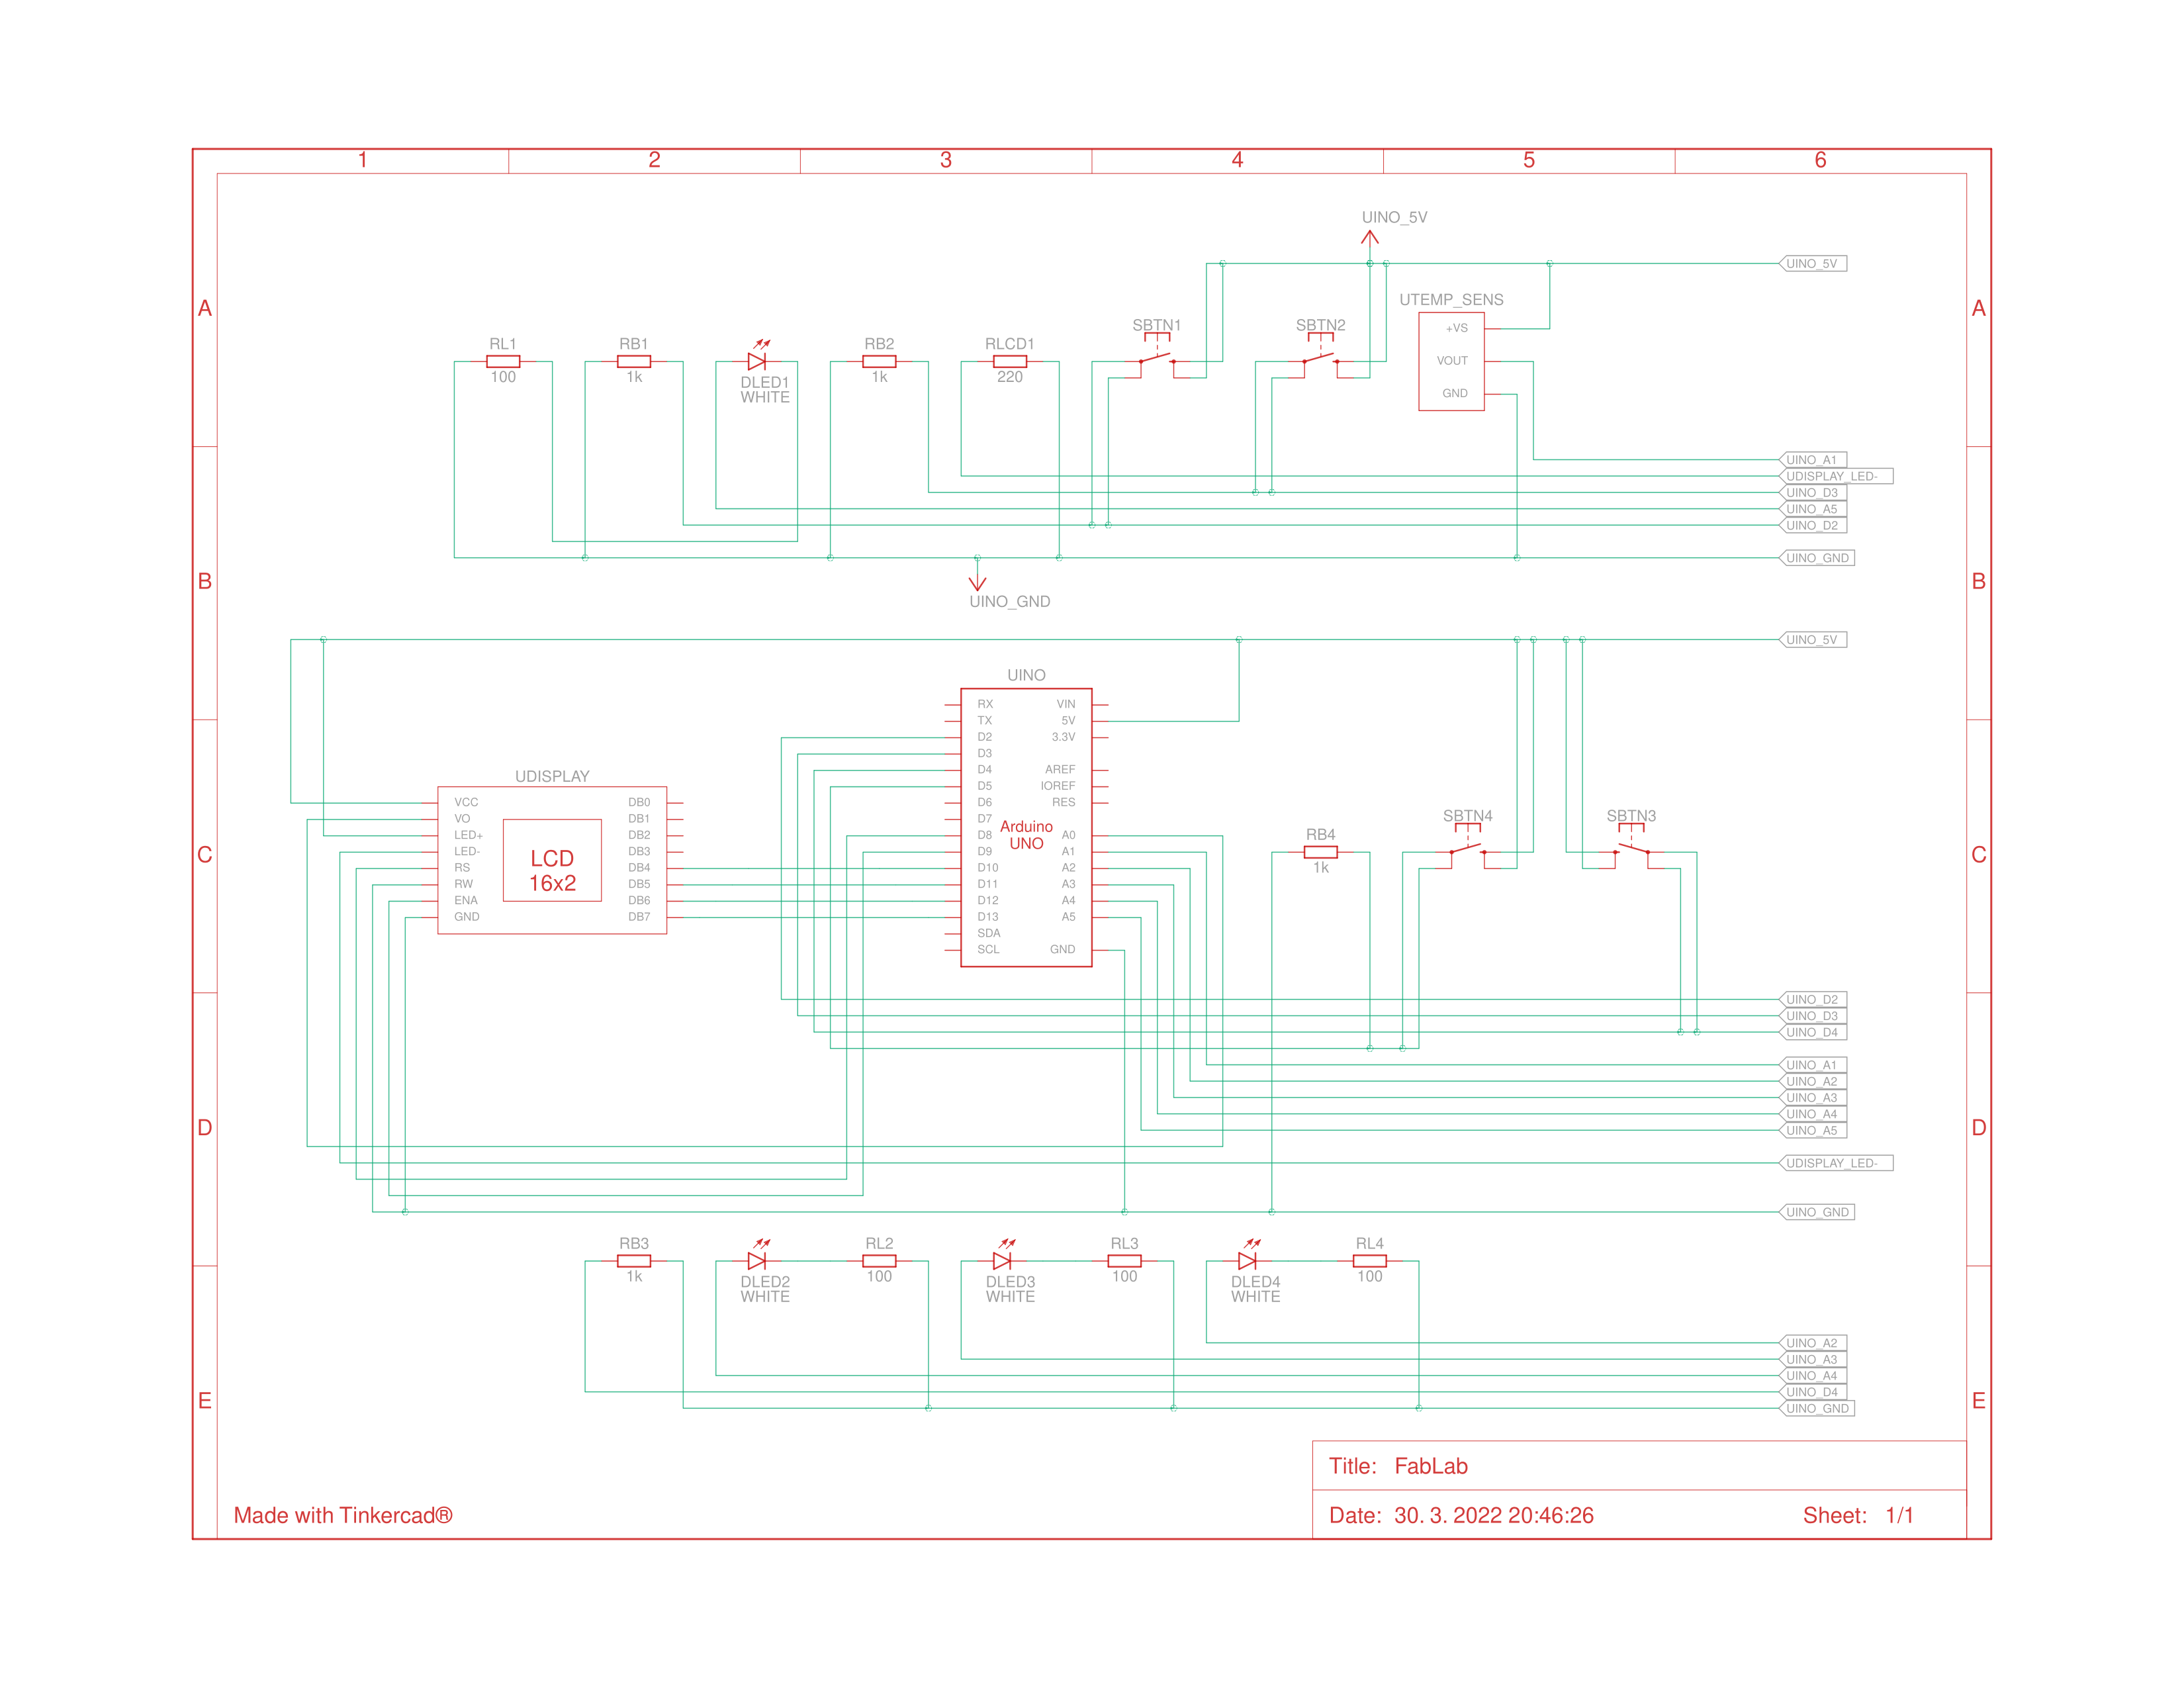 1 2 3 4 5 6
UINO_5V
UINO_5V
A A
UTEMP_SENS
+VS
VOUT
GND
SBTN1 SBTN2
RL1 RB1 RB2 RLCD1
100 1k 1k 220
DLED1
WHITE
UINO_A1
UDISPLAY_LED-
UINO_D3
UINO_A5
UINO_D2
UINO_GND
B B
UINO_GND
UINO_5V
UINO
RX VIN
TX 5V
D2 3.3V
D3
D4 AREF
D5 IOREF
D6 RES
D7
Arduino
UNO
D8 A0
D9 A1
D10 A2
D11 A3
D12 A4
D13 A5
SDA
SCL GND
UDISPLAY
VCC DB0
VO DB1
LED+ DB2
LED- DB3
RS DB4
RW DB5
ENA DB6
GND DB7
LCD
16x2
C C
RB4
1k
SBTN4 SBTN3
UINO_D2
UINO_D3
UINO_D4
UINO_A1
UINO_A2
UINO_A3
UINO_A4
UINO_A5
D D
UDISPLAY_LED-
UINO_GND
RB3 RL2 RL3 RL4
1k 100 100 100
DLED2 DLED3 DLED4
WHITE WHITE WHITE
UINO_A2
UINO_A3
UINO_A4
UINO_D4
UINO_GND
E E
Title: FabLab
Made with Tinkercad®
Date: 30. 3. 2022 20:46:26 Sheet: 1/1